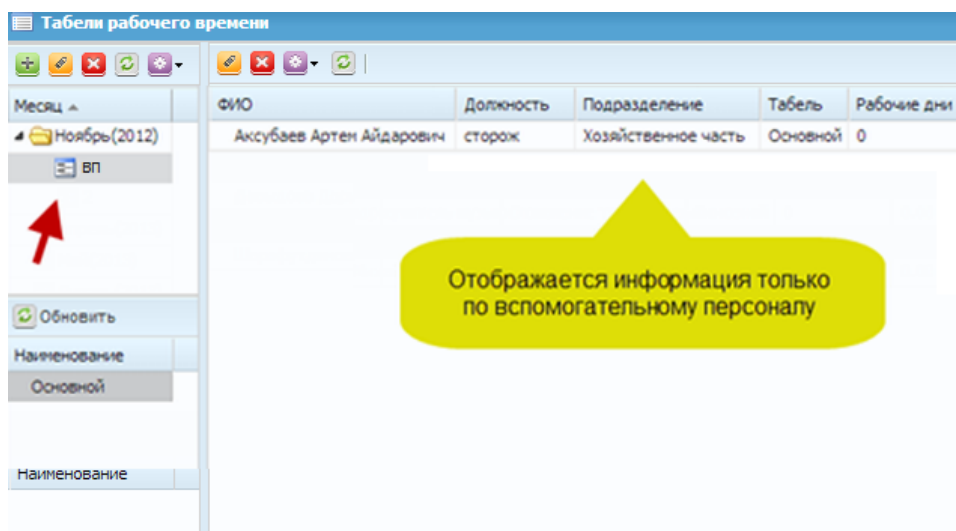 Табели рабочего времени
Месяц
Ноябрь(2012)
ВП
Обновить
Наименование
Основной
Наименование
ФИО Должность Подразделение Табель Рабочие дни
Аксубаев Артем Айдарович сторож Хозяйственное часть Основной 0
Отображается информация только
по вспомогательному персоналу